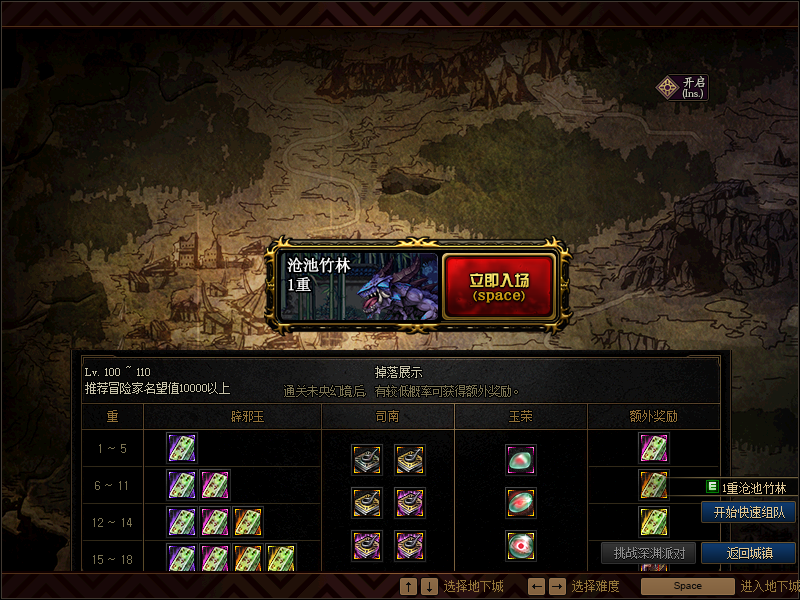 开启
(Ins.)
沧池竹林
1重
立即入场
(space)
Lv. 100 ~ 110
推荐冒险家名望值10000以上
掉落展示
通关未央幻境后，有较低概率可获得额外奖励。
重 辟邪玉 司南 玉荣 额外奖励
1 ~ 5
6 ~ 11
12 ~ 14
15 ~ 18
E 1重沧池竹林
开始快速组队
挑战深渊派对 返回城镇
↑ ↓ 选择地下城 ← → 选择难度 Space 进入地下城